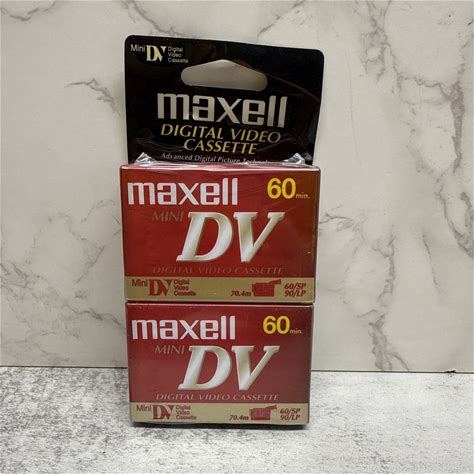 Mini DV Digital Video Cassette
maxell
DIGITAL VIDEO
CASSETTE
Advanced Digital Picture
maxell 60 min.
MINI
DV
DIGITAL VIDEO CASSETTE
Mini DV Digital Video Cassette 70.4m 60/SP 90/LP
maxell 60 min.
MINI
DV
DIGITAL VIDEO CASSETTE
Mini DV Digital Video Cassette 70.4m 60/SP 90/LP